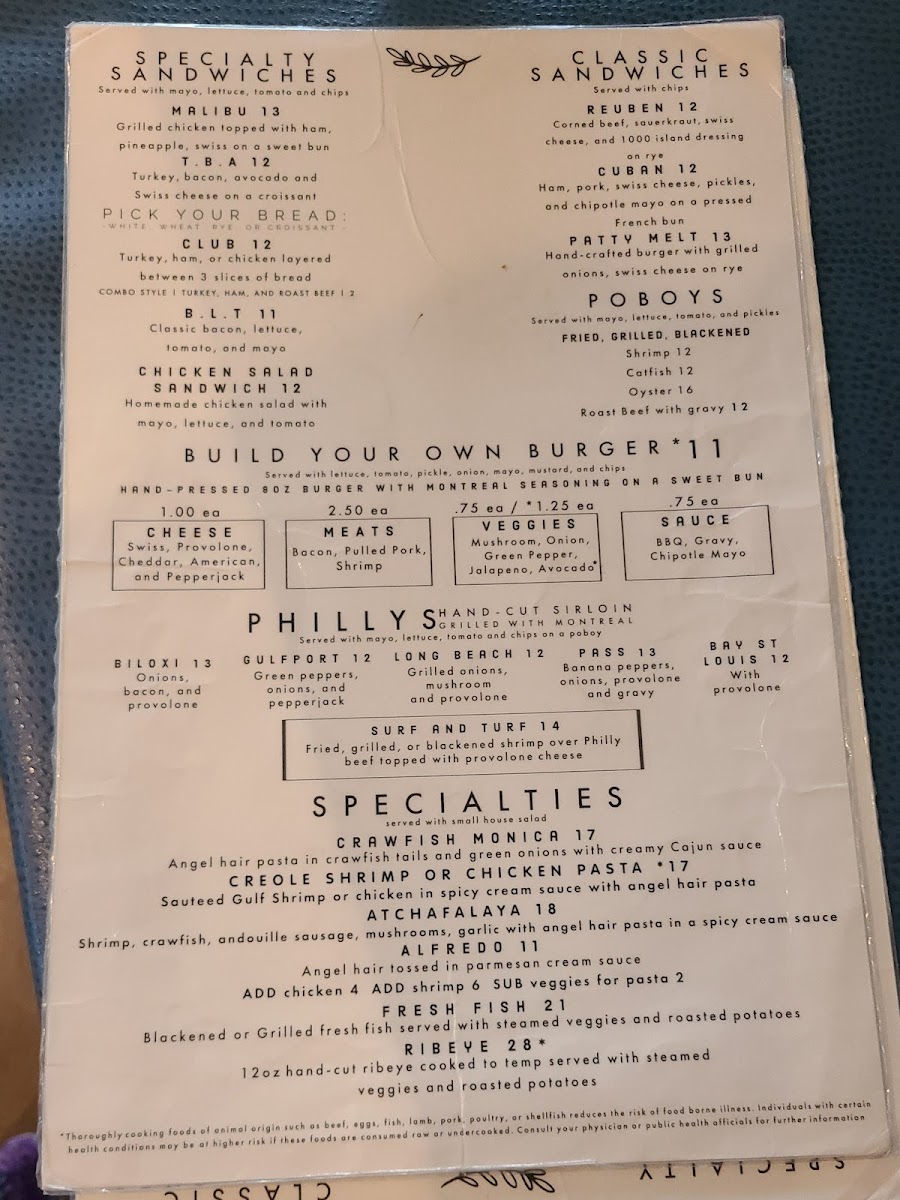 SPECIALTY
SANDWICHES
Served with mayo, lettuce, tomato and chips
MALIBU 13
Grilled chicken topped with ham,
pineapple, swiss on a sweet bun
T.B.A 12
Turkey, bacon, avocado and
Swiss cheese on a croissant
PICK YOUR BREAD:
-WHITE, WHEAT, RYE, OR CROISSANT -
CLUB 12
Turkey, ham, or chicken layered
between 3 slices of bread
COMBO STYLE | TURKEY, HAM, AND ROAST BEEF | 2
B.L.T 11
Classic bacon, lettuce,
tomato, and mayo
CHICKEN SALAD
SANDWICH 12
Homemade chicken salad with
mayo, lettuce, and tomato
CLASSIC
SANDWICHES
Served with chips
REUBEN 12
Corned beef, sauerkraut, swiss
cheese, and 1000 island dressing
on rye
CUBAN 12
Ham, pork, swiss cheese, pickles,
and chipotle mayo on a pressed
French bun
PATTY MELT 13
Hand-crafted burger with grilled
onions, swiss cheese on rye
POBOYS
Served with mayo, lettuce, tomato, and pickles
FRIED, GRILLED, BLACKENED
Shrimp 12
Catfish 12
Oyster 16
Roast Beef with gravy 12
BUILD YOUR OWN BURGER *11
Served with lettuce, tomato, pickle, onion, mayo, mustard, and chips
HAND-PRESSED 8OZ BURGER WITH MONTREAL SEASONING ON A SWEET BUN
1.00 ea
CHEESE
Swiss, Provolone,
Cheddar, American,
and Pepperjack
2.50 ea
MEATS
Bacon, Pulled Pork,
Shrimp
.75 ea / *1.25 ea
VEGGIES
Mushroom, Onion,
Green Pepper,
Jalapeno, Avocado*
.75 ea
SAUCE
BBQ, Gravy,
Chipotle Mayo
PHILLYS HAND-CUT SIRLOIN
GRILLED WITH MONTREAL
Served with mayo, lettuce, tomato and chips on a poboy
BILOXI 13
Onions,
bacon, and
provolone
GULFPORT 12
Green peppers,
onions, and
pepperjack
LONG BEACH 12
Grilled onions,
mushroom
and provolone
PASS 13
Banana peppers,
onions, provolone
and gravy
BAY ST
LOUIS 12
With
provolone
SURF AND TURF 14
Fried, grilled, or blackened shrimp over Philly
beef topped with provolone cheese
SPECIALTIES
served with small house salad
CRAWFISH MONICA 17
Angel hair pasta in crawfish tails and green onions with creamy Cajun sauce
CREOLE SHRIMP OR CHICKEN PASTA *17
Sauteed Gulf Shrimp or chicken in spicy cream sauce with angel hair pasta
ATCHAFALAYA 18
Shrimp, crawfish, andouille sausage, mushrooms, garlic with angel hair pasta in a spicy cream sauce
ALFREDO 11
Angel hair tossed in parmesan cream sauce
ADD chicken 4 ADD shrimp 6 SUB veggies for pasta 2
FRESH FISH 21
Blackened or Grilled fresh fish served with steamed veggies and roasted potatoes
RIBEYE 28*
12oz hand-cut ribeye cooked to temp served with steamed
veggies and roasted potatoes
*Thoroughly cooking foods of animal origin such as beef, eggs, fish, lamb, pork, poultry, or shellfish reduces the risk of food borne illness. Individuals with certain
health conditions may be at higher risk if these foods are consumed raw or undercooked. Consult your physician or public health officials for further information
CLASSIC
SPECIALTY